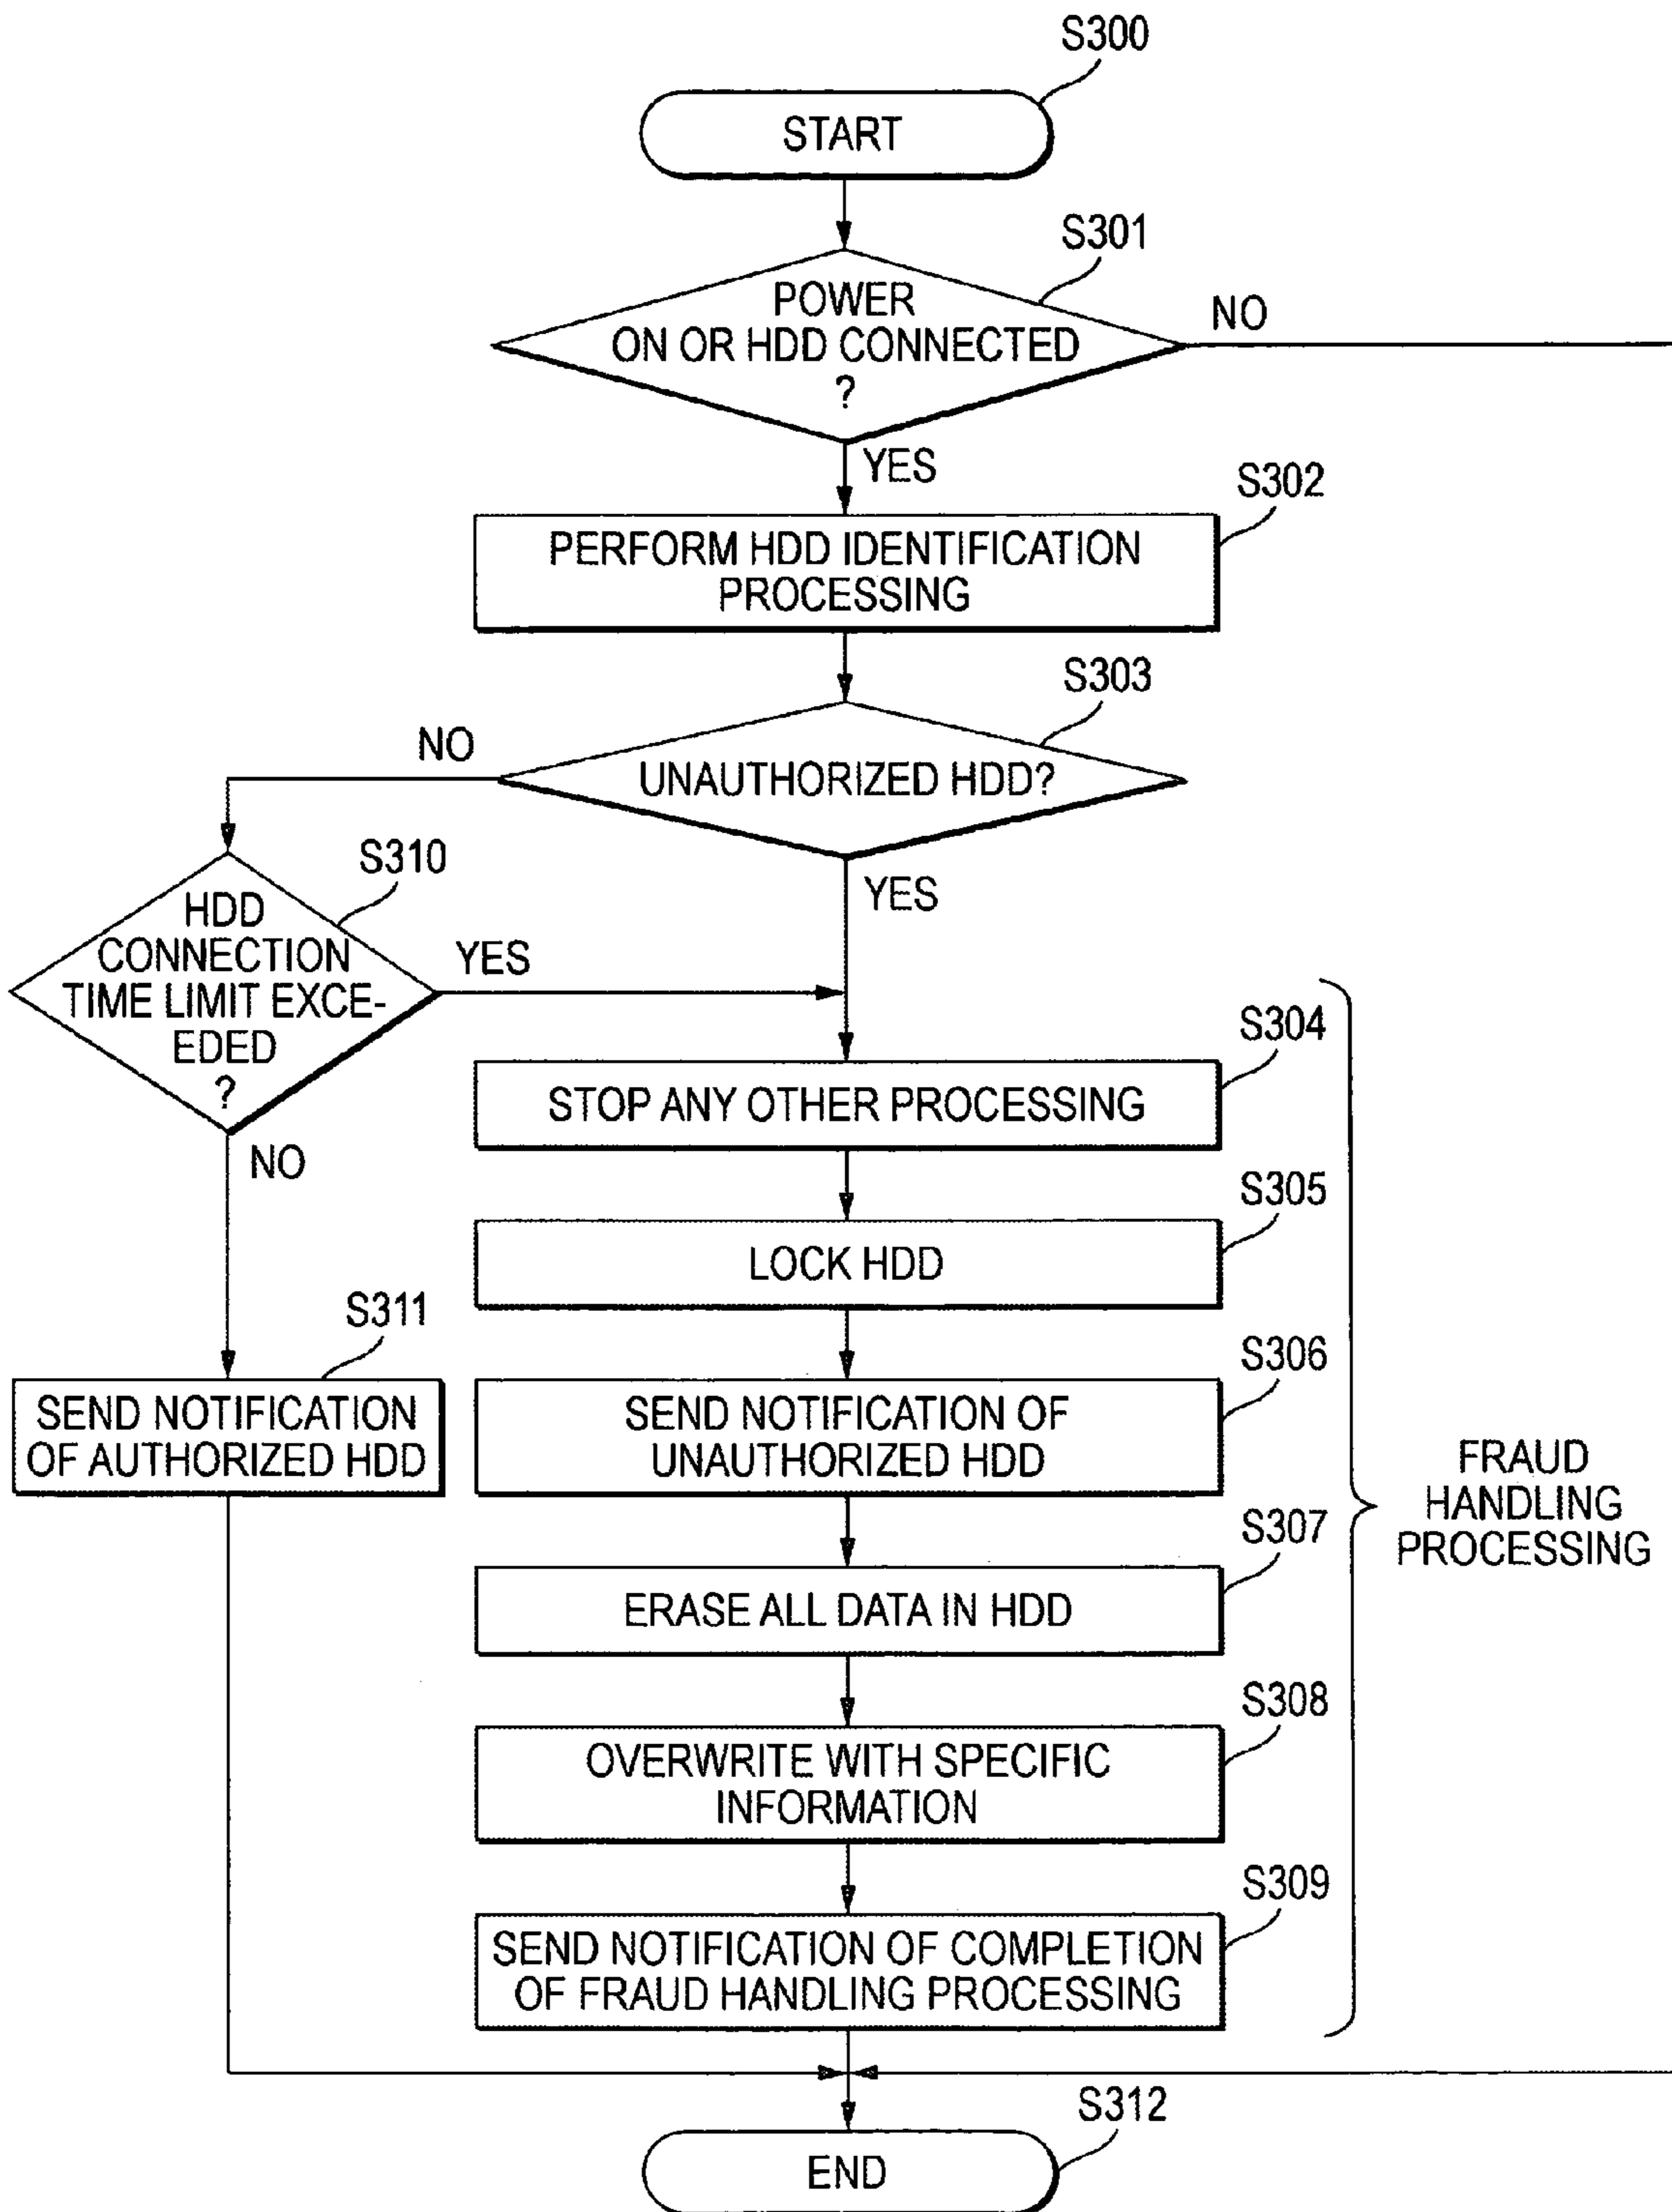 S300
START
S301
POWER
ON OR HDD CONNECTED
?
NO
YES
S302
PERFORM HDD IDENTIFICATION
PROCESSING
S303
NO
UNAUTHORIZED HDD?
YES
S310
HDD
CONNECTION
TIME LIMIT EXCE-
EDED
?
YES
NO
S304
STOP ANY OTHER PROCESSING
S305
LOCK HDD
S311
SEND NOTIFICATION
OF AUTHORIZED HDD
S306
SEND NOTIFICATION OF
UNAUTHORIZED HDD
FRAUD
HANDLING
PROCESSING
S307
ERASE ALL DATA IN HDD
S308
OVERWRITE WITH SPECIFIC
INFORMATION
S309
SEND NOTIFICATION OF COMPLETION
OF FRAUD HANDLING PROCESSING
S312
END